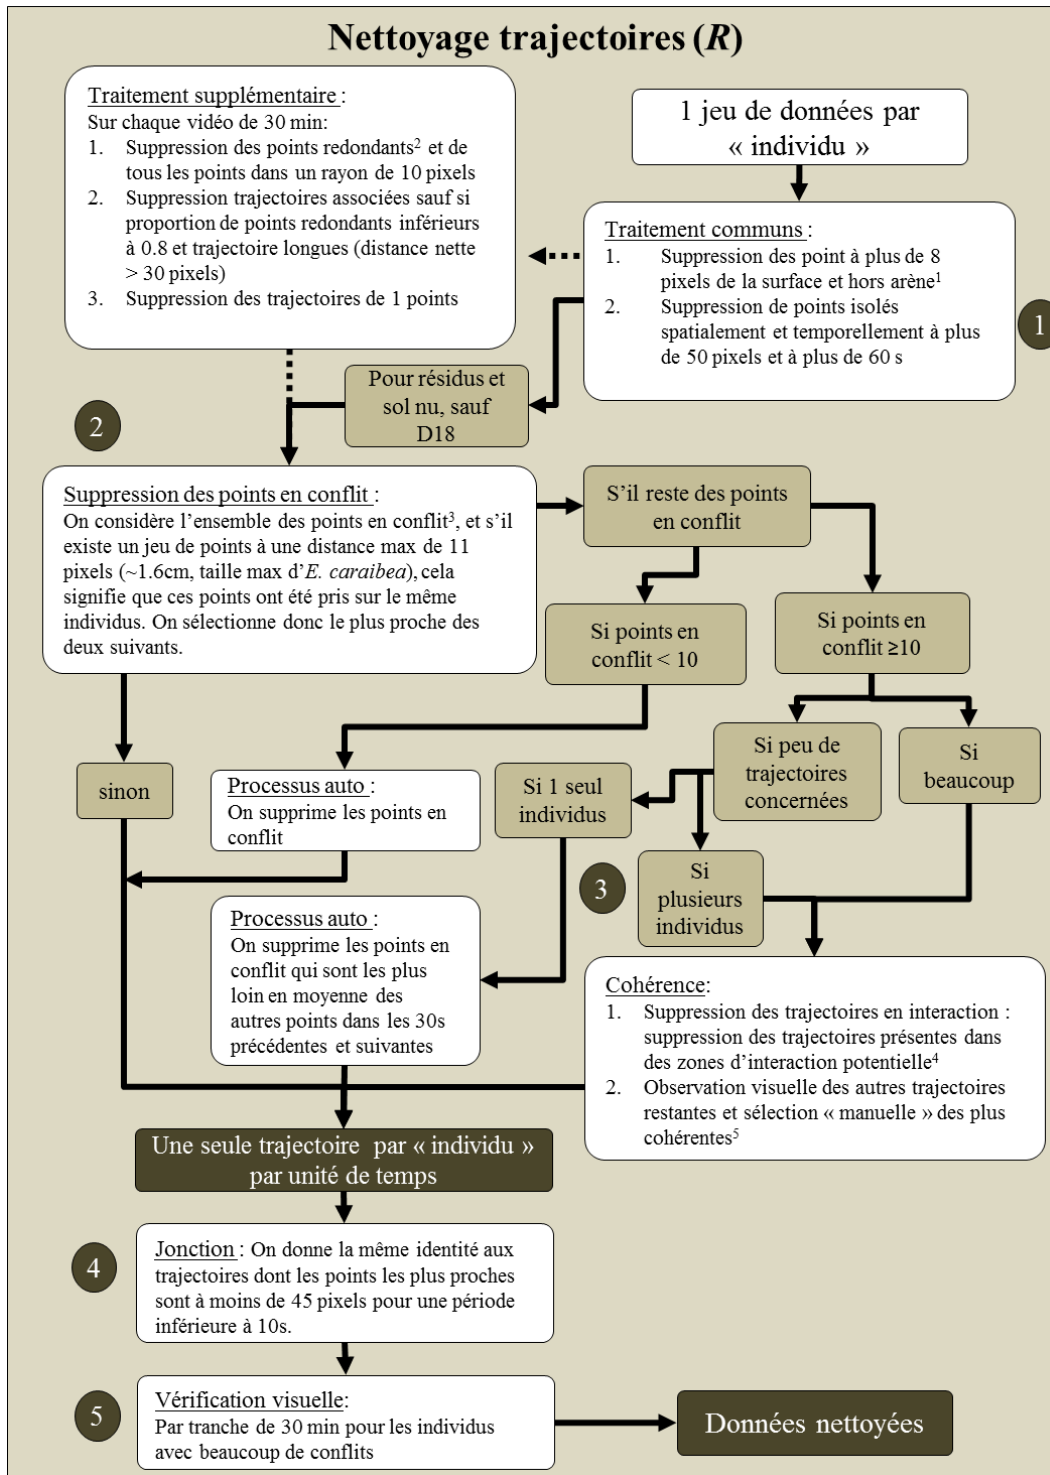 Nettoyage trajectoires (R)
Traitement supplémentaire :
Sur chaque vidéo de 30 min:
1. Suppression des points redondants² et de
tous les points dans un rayon de 10 pixels
2. Suppression trajectoires associées sauf si
proportion de points redondants inférieurs
à 0.8 et trajectoire longues (distance nette
> 30 pixels)
3. Suppression des trajectoires de 1 points
1 jeu de données par
« individu »
Traitement communs :
1. Suppression des point à plus de 8
pixels de la surface et hors arène¹
2. Suppression de points isolés
spatialement et temporellement à plus
de 50 pixels et à plus de 60 s
1
Pour résidus et
sol nu, sauf
D18
2
Suppression des points en conflit :
On considère l'ensemble des points en conflit³, et s'il
existe un jeu de points à une distance max de 11
pixels (~1.6cm, taille max d'E. caraibea), cela
signifie que ces points ont été pris sur le même
individus. On sélectionne donc le plus proche des
deux suivants.
S'il reste des points
en conflit
Si points en
conflit < 10
Si points en
conflit ≥10
sinon
Processus auto :
On supprime les points en
conflit
Si 1 seul
individus
Si peu de
trajectoires
concernées
Si
beaucoup
3
Si
plusieurs
individus
Processus auto :
On supprime les points en
conflit qui sont les plus
loin en moyenne des
autres points dans les 30s
précédentes et suivantes
Cohérence:
1. Suppression des trajectoires en interaction :
suppression des trajectoires présentes dans
des zones d'interaction potentielle⁴
2. Observation visuelle des autres trajectoires
restantes et sélection « manuelle » des plus
cohérentes⁵
Une seule trajectoire par « individu »
par unité de temps
4
Jonction : On donne la même identité aux
trajectoires dont les points les plus proches
sont à moins de 45 pixels pour une période
inférieure à 10s.
5
Vérification visuelle:
Par tranche de 30 min pour les individus
avec beaucoup de conflits
Données nettoyées